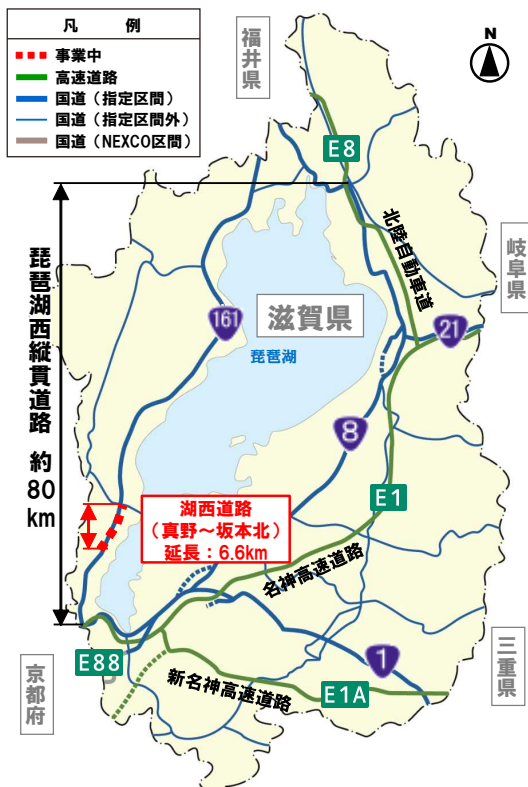 凡 例
事業中
高速道路
国道（指定区間）
国道（指定区間外）
国道（NEXCO区間）
福井県
N
E8
北陸自動車道
岐阜県
琵琶湖西縦貫道路 約80km
161
滋賀県
琵琶湖
21
8
E1
湖西道路
（真野～坂本北）
延長：6.6km
名神高速道路
京都府
E88
1
三重県
新名神高速道路
E1A